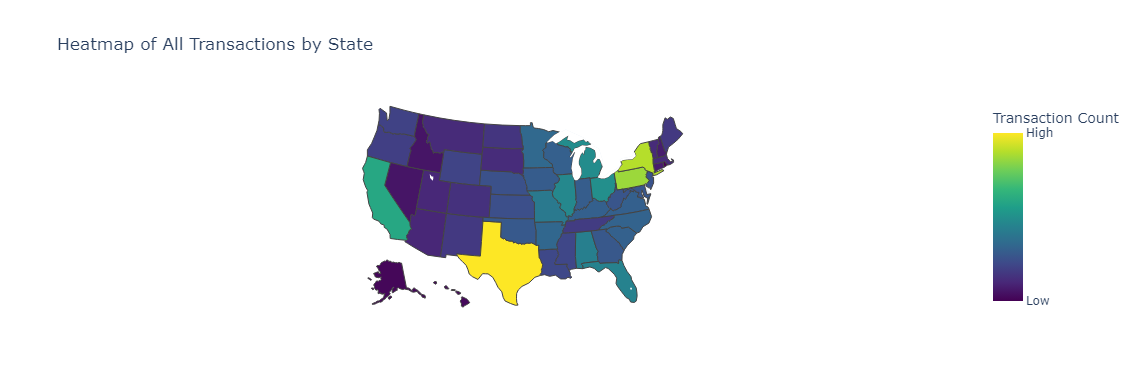 Heatmap of All Transactions by State
Transaction Count
High
Low